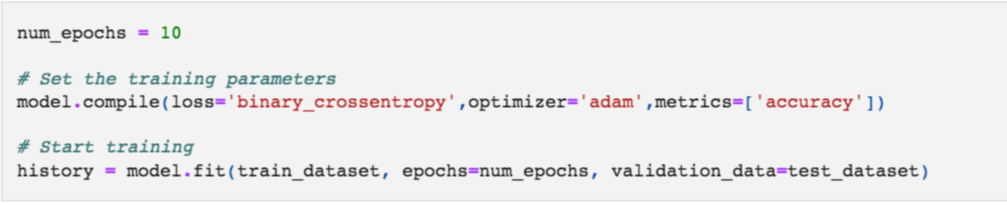 num_epochs = 10
# Set the training parameters
model.compile(loss='binary_crossentropy',optimizer='adam',metrics=['accuracy'])
# Start training
history = model.fit(train_dataset, epochs=num_epochs, validation_data=test_dataset)